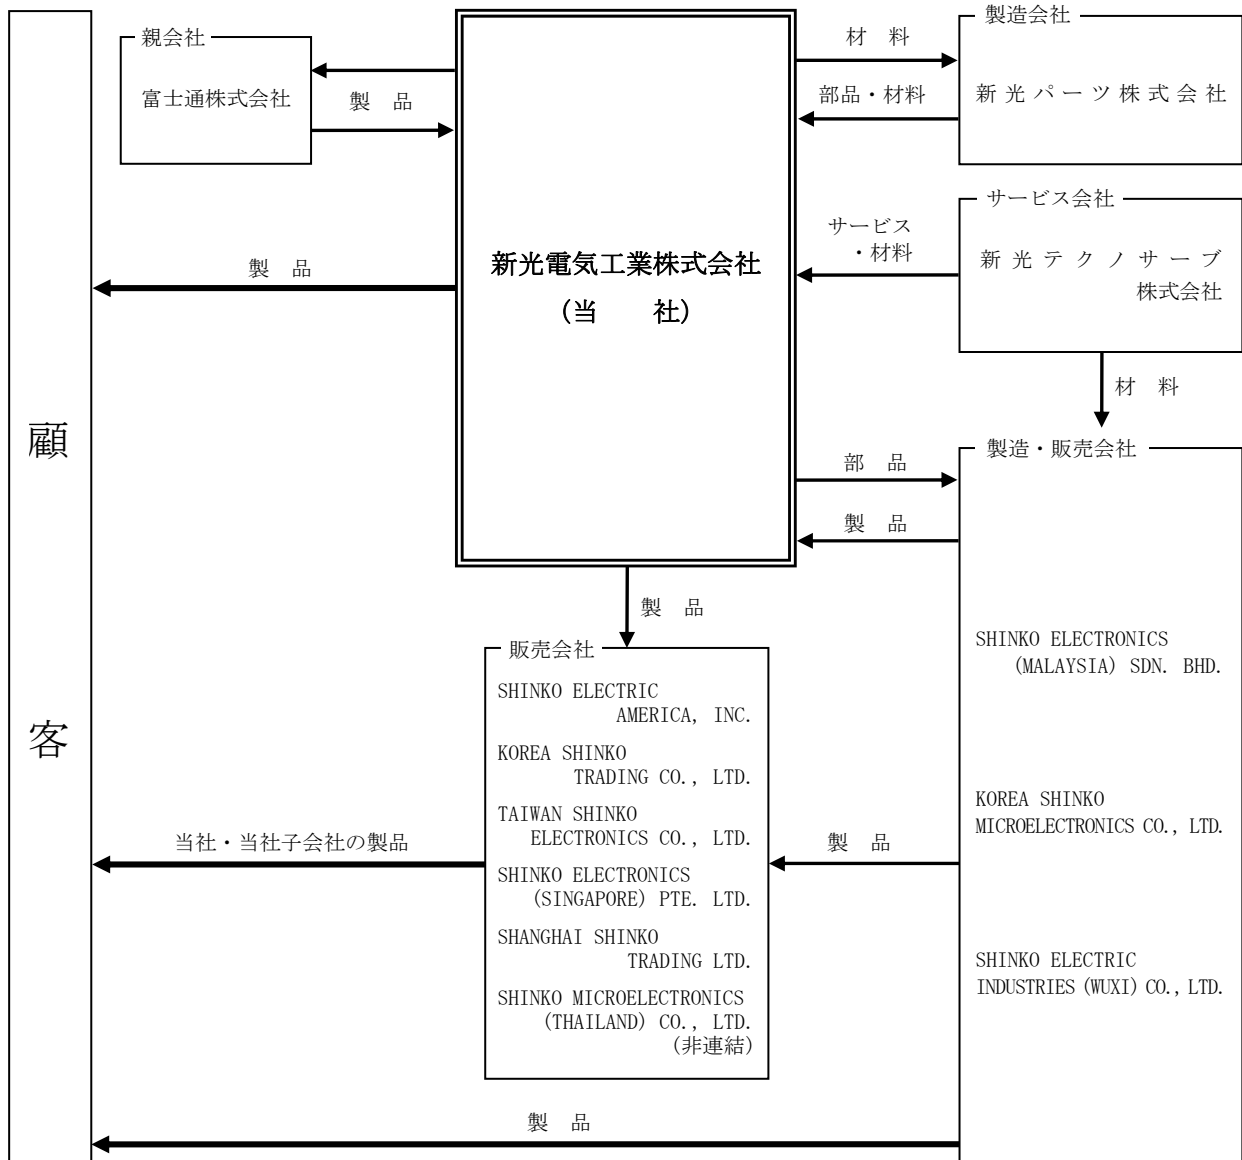 親会社
富士通株式会社
製品
製品
新光電気工業株式会社
(当社)
材料
部品・材料
製造会社
新光パーツ株式会社
サービス
・材料
サービス会社
新光テクノサーブ
株式会社
材料
顧客
部品
製品
製造・販売会社
SHINKO ELECTRONICS
(MALAYSIA) SDN. BHD.
KOREA SHINKO
MICROELECTRONICS CO., LTD.
SHINKO ELECTRIC
INDUSTRIES (WUXI) CO., LTD.
製品
販売会社
SHINKO ELECTRIC
AMERICA, INC.
KOREA SHINKO
TRADING CO., LTD.
TAIWAN SHINKO
ELECTRONICS CO., LTD.
SHINKO ELECTRONICS
(SINGAPORE) PTE. LTD.
SHANGHAI SHINKO
TRADING LTD.
SHINKO MICROELECTRONICS
(THAILAND) CO., LTD.
(非連結)
当社・当社子会社の製品
製品
製品